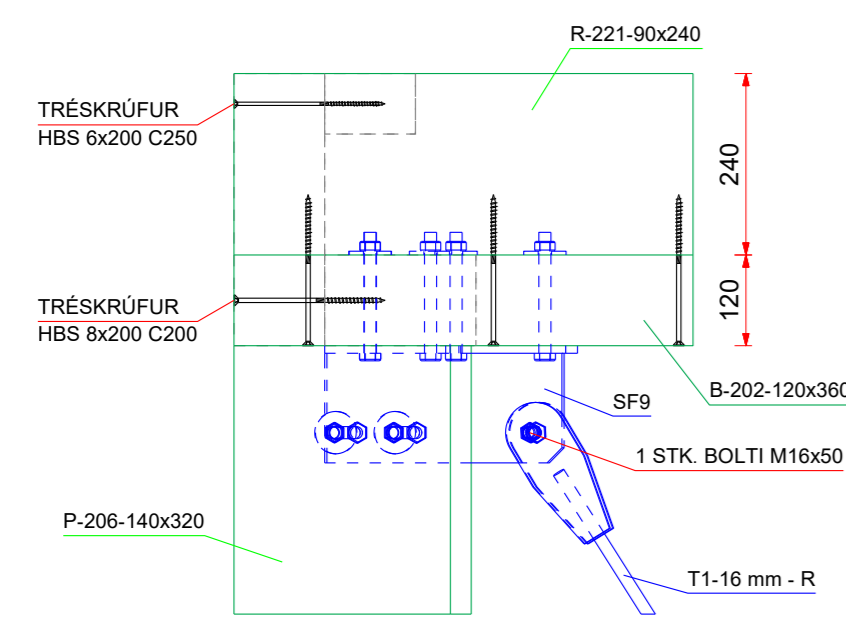 R-221-90x240
TRÉSKRÚFUR
HBS 6x200 C250
240
TRÉSKRÚFUR
HBS 8x200 C200
120
B-202-120x360
SF9
1 STK. BOLTI M16x50
P-206-140x320
T1-16 mm - R